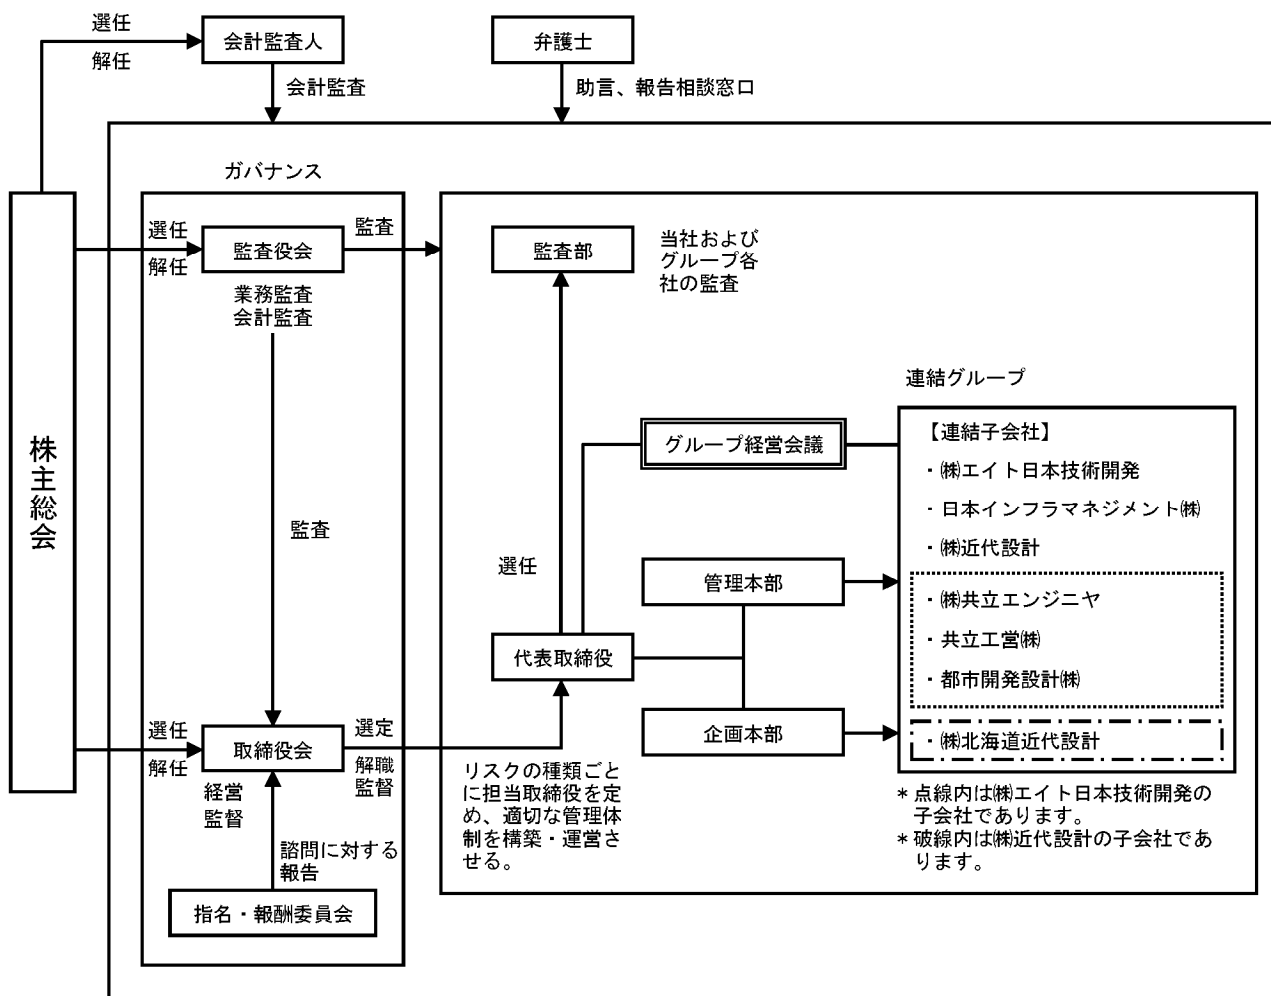 選任
解任
会計監査人
会計監査
弁護士
助言、報告相談窓口
ガバナンス
株主総会
選任
解任
監査役会
監査
業務監査
会計監査
監査
選任
解任
取締役会
選定
解職
監督
経営
監督
諮問に対する
報告
指名・報酬委員会
監査部
当社および
グループ各
社の監査
選任
代表取締役
リスクの種類ごと
に担当取締役を定
め、適切な管理体
制を構築・運営さ
せる。
グループ経営会議
管理本部
企画本部
連結グループ
【連結子会社】
・㈱エイト日本技術開発
・日本インフラマネジメント㈱
・㈱近代設計
・㈱共立エンジニヤ
・共立工営㈱
・都市開発設計㈱
・㈱北海道近代設計
＊点線内は㈱エイト日本技術開発の
子会社であります。
＊破線内は㈱近代設計の子会社であ
ります。